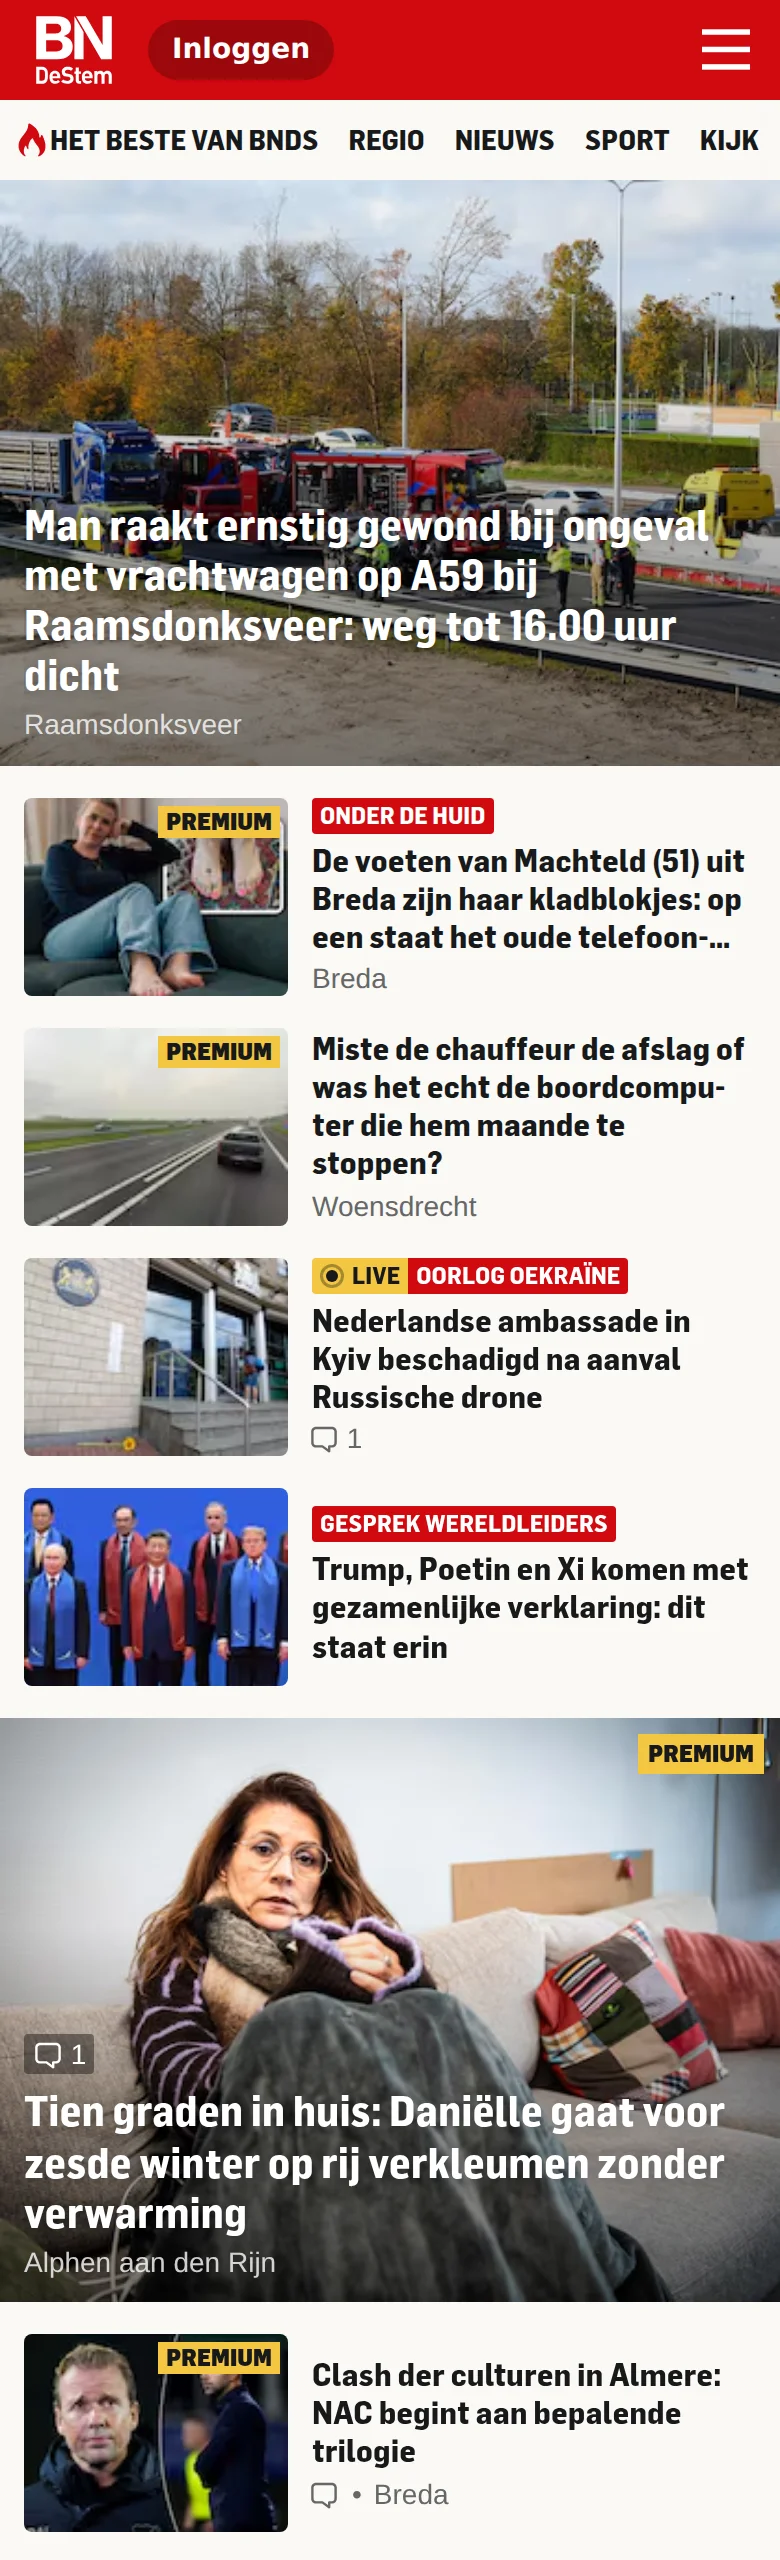 BN
DeStem
Inloggen
HET BESTE VAN BNDS REGIO NIEUWS SPORT KIJK
Man raakt ernstig gewond bij ongeval
met vrachtwagen op A59 bij
Raamsdonksveer: weg tot 16.00 uur
dicht
Raamsdonksveer
PREMIUM
ONDER DE HUID
De voeten van Machteld (51) uit
Breda zijn haar kladblokjes: op
een staat het oude telefoon-...
Breda
PREMIUM
Miste de chauffeur de afslag of
was het echt de boordcompu-
ter die hem maande te
stoppen?
Woensdrecht
LIVE OORLOG OEKRAÏNE
Nederlandse ambassade in
Kyiv beschadigd na aanval
Russische drone
1
GESPREK WERELDLEIDERS
Trump, Poetin en Xi komen met
gezamenlijke verklaring: dit
staat erin
PREMIUM
1
Tien graden in huis: Daniëlle gaat voor
zesde winter op rij verkleumen zonder
verwarming
Alphen aan den Rijn
PREMIUM
Clash der culturen in Almere:
NAC begint aan bepalende
trilogie
• Breda